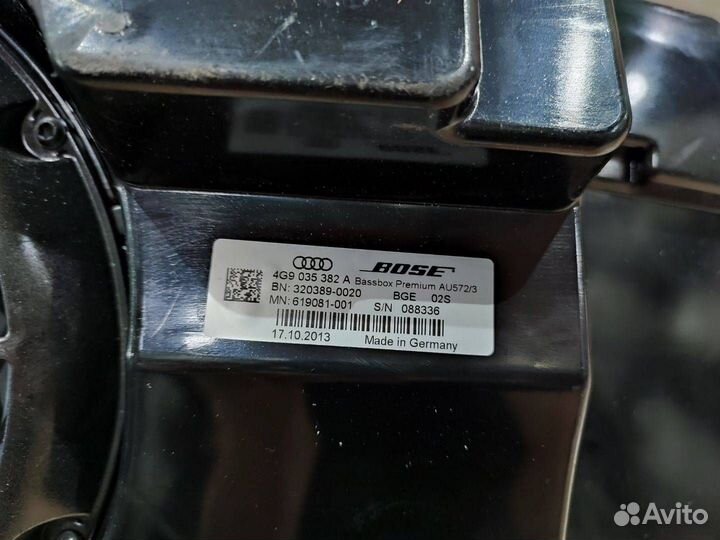 BOSE
4G9 035 382 A Bassbox Premium AU572/3
BN: 320389-0020 BGE 02S
MN: 619081-001 S/N 088336
17.10.2013 Made in Germany
Avito